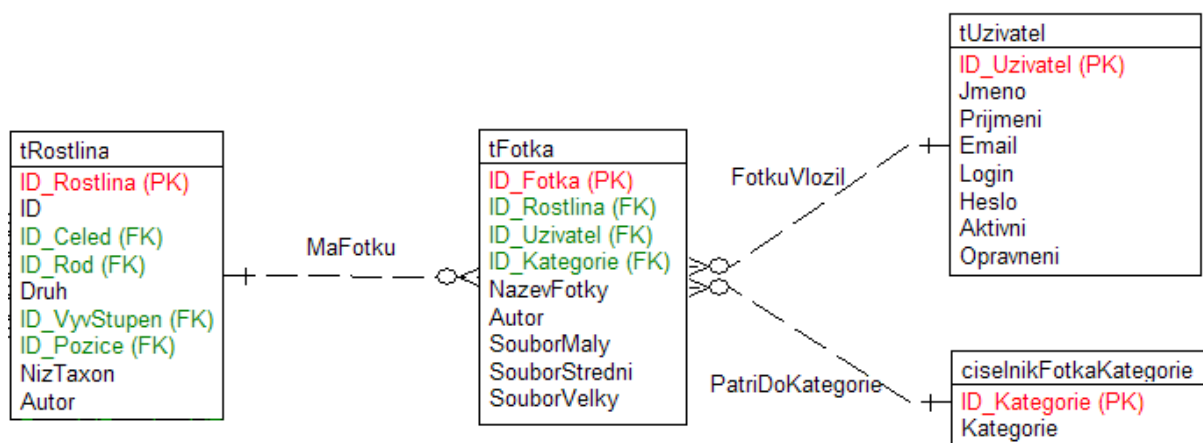 tRostlina
ID_Rostlina (PK)
ID
ID_Celed (FK)
ID_Rod (FK)
Druh
ID_VyvStupen (FK)
ID_Pozice (FK)
NizTaxon
Autor
MaFotku
tFotka
ID_Fotka (PK)
ID_Rostlina (FK)
ID_Uzivatel (FK)
ID_Kategorie (FK)
NazevFotky
Autor
SouborMaly
SouborStredni
SouborVelky
FotkuVlozil
PatriDoKategorie
tUzivatel
ID_Uzivatel (PK)
Jmeno
Prijmeni
Email
Login
Heslo
Aktivni
Opravneni
ciselnikFotkaKategorie
ID_Kategorie (PK)
Kategorie